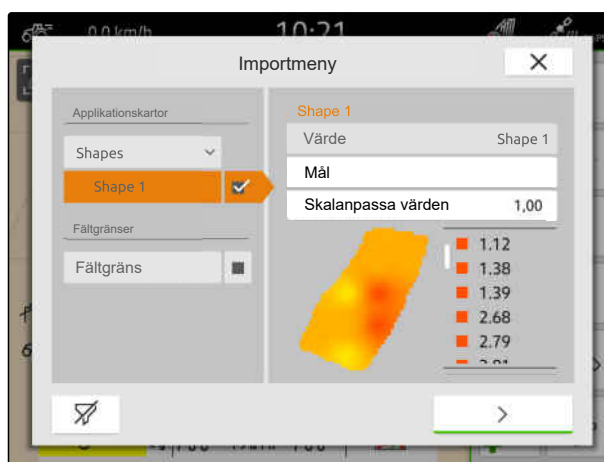 0.0 km/h 10:21
Importmeny
Applikationskartor
Shapes
Shape 1
Fältgränser
Fältgräns
Shape 1
Värde Shape 1
Mål
Skalanpassa värden 1,00
1.12
1.38
1.39
2.68
2.79